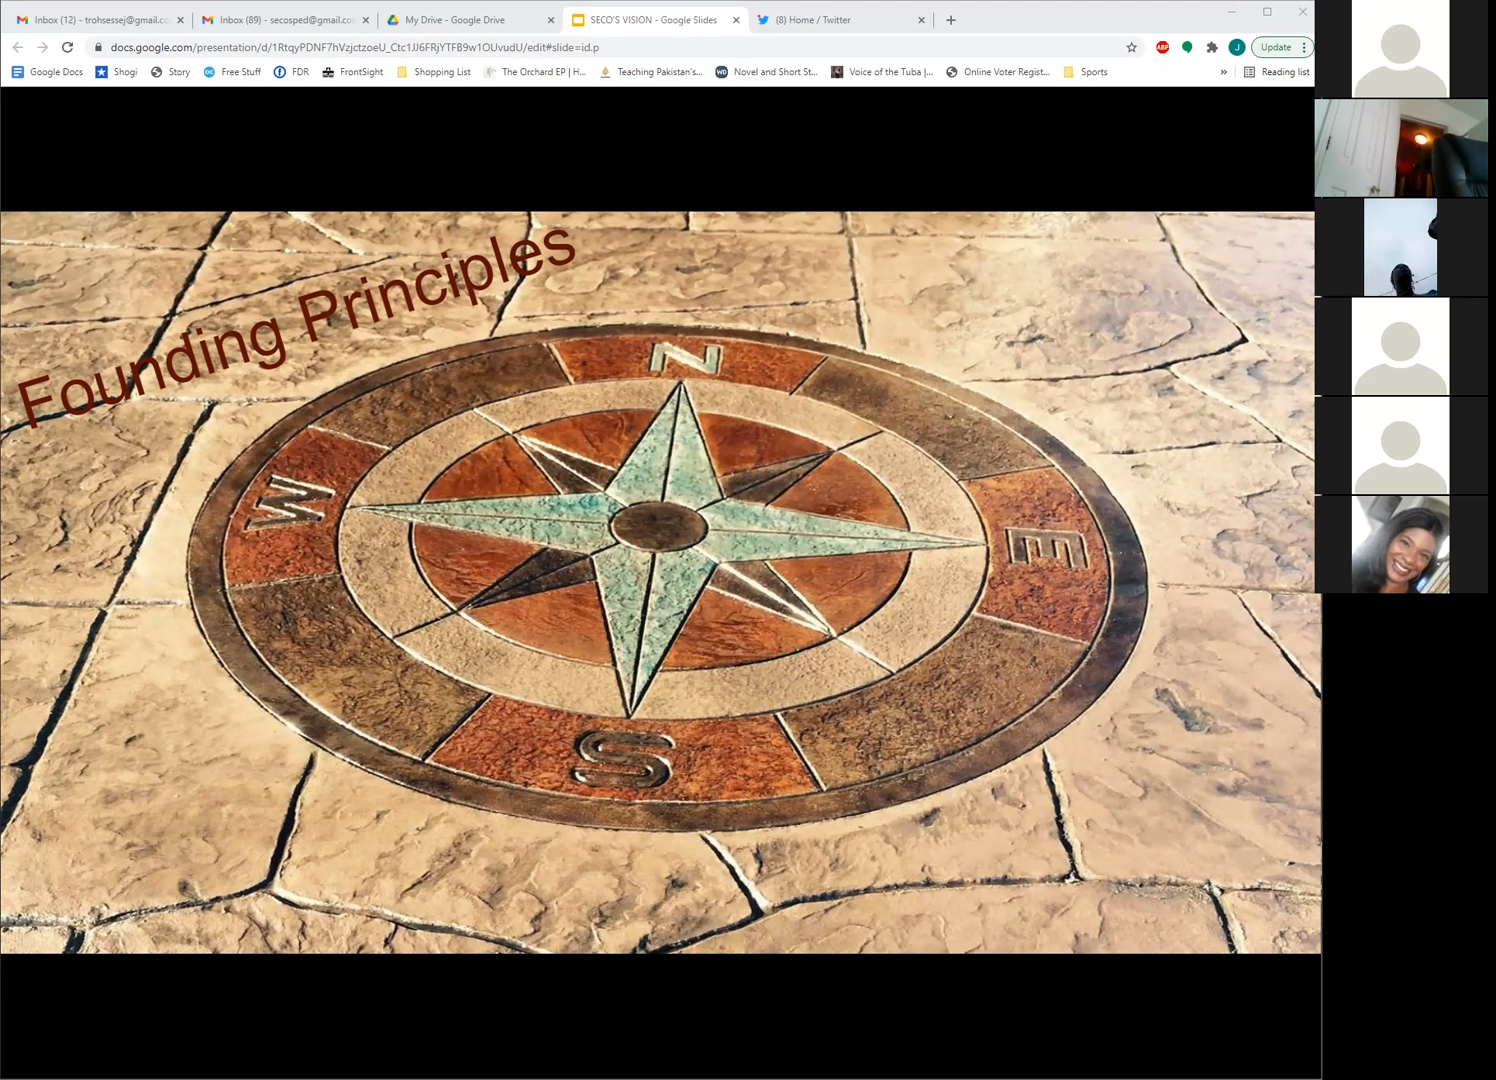 Inbox (12) - trohsessej@gmail.co
Inbox (89) - secosped@gmail.co
My Drive - Google Drive
SECO'S VISION - Google Slides
(8) Home / Twitter
docs.google.com/presentation/d/1RtqyPDNF7hVzjctzoeU_Ctc1JJ6FRjYTFB9w1OUvudU/edit#slide=id.p
ABP
J
Update
Google Docs
Shogi
Story
Free Stuff
FDR
FrontSight
Shopping List
The Orchard EP | H...
Teaching Pakistan's...
Novel and Short St...
Voice of the Tuba |...
Online Voter Regist...
Sports
»
Reading list
Founding Principles
N
W
E
S